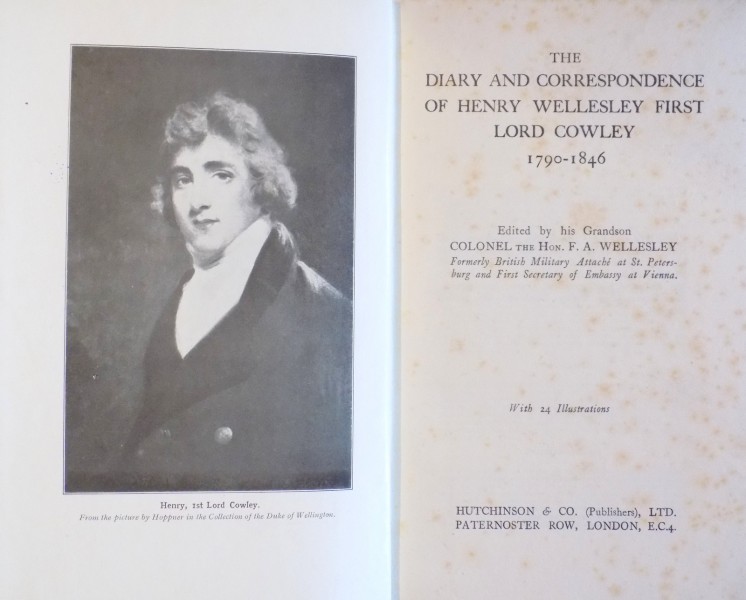 Henry, 1st Lord Cowley.
From the picture by Hoppner in the Collection of the Duke of Wellington.
THE
DIARY AND CORRESPONDENCE
OF HENRY WELLESLEY FIRST
LORD COWLEY
1790-1846
Edited by his Grandson
COLONEL THE HON. F. A. WELLESLEY
Formerly British Military Attaché at St. Peters-
burg and First Secretary of Embassy at Vienna.
With 24 Illustrations
HUTCHINSON & CO. (Publishers), LTD.
PATERNOSTER ROW, LONDON, E.C4.